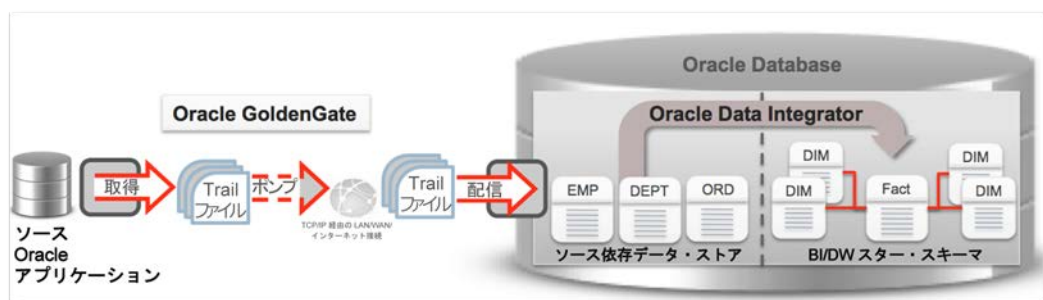 Oracle Database
Oracle GoldenGate
Oracle Data Integrator
取得
Trail
ファイル
ポンプ
TCP/IP 経由の LAN/WAN/
インターネット接続
Trail
ファイル
配信
EMP
DEPT
ORD
DIM
DIM
Fact
DIM
DIM
ソース
Oracle
アプリケーション
ソース依存データ・ストア
BI/DW スター・スキーマ